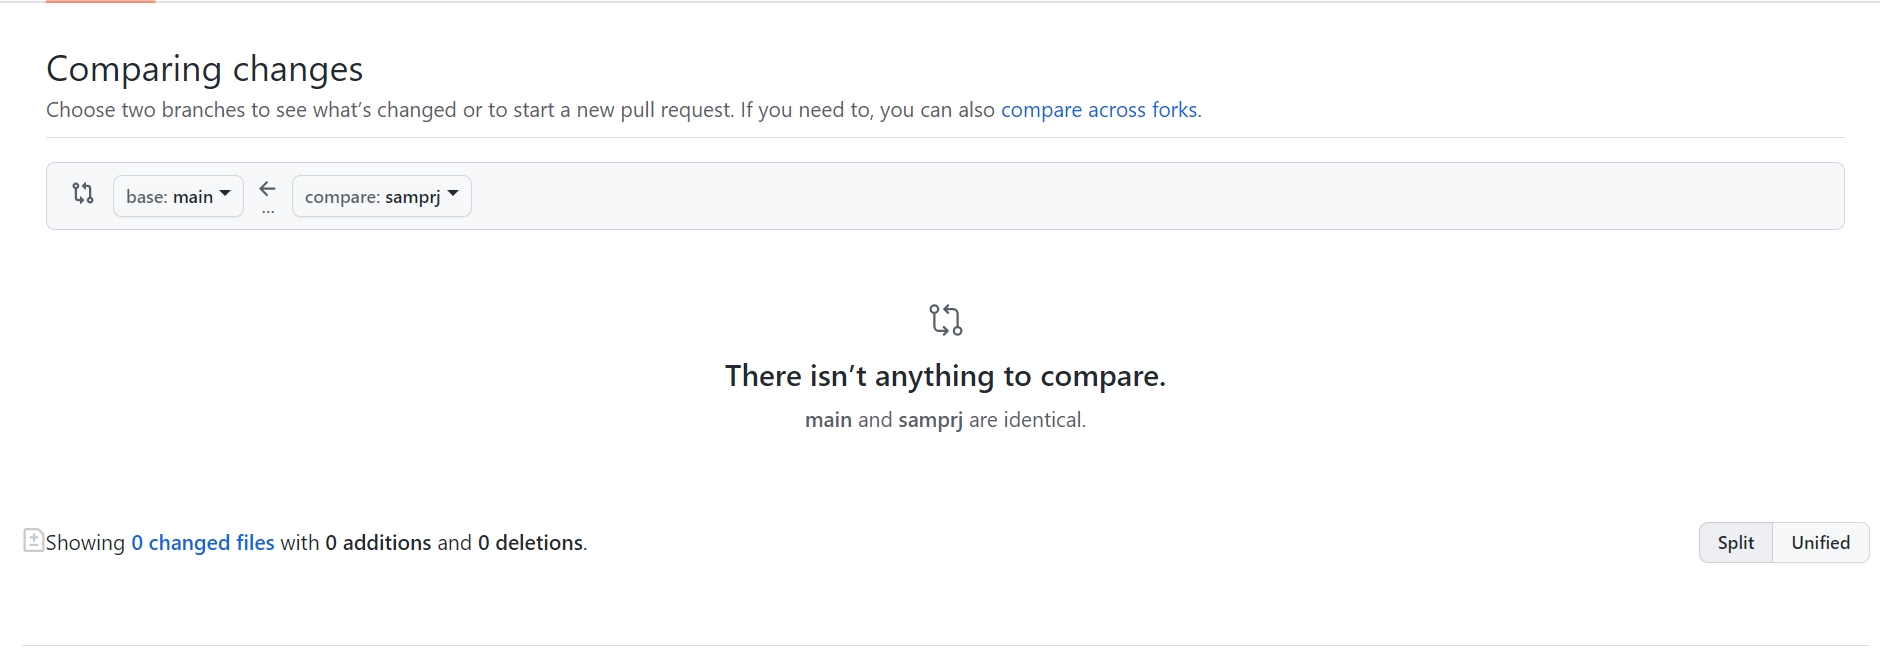 Comparing changes
Choose two branches to see what’s changed or to start a new pull request. If you need to, you can also compare across forks.
base: main ... compare: samprj
There isn’t anything to compare.
main and samprj are identical.
Showing 0 changed files with 0 additions and 0 deletions.
Split Unified